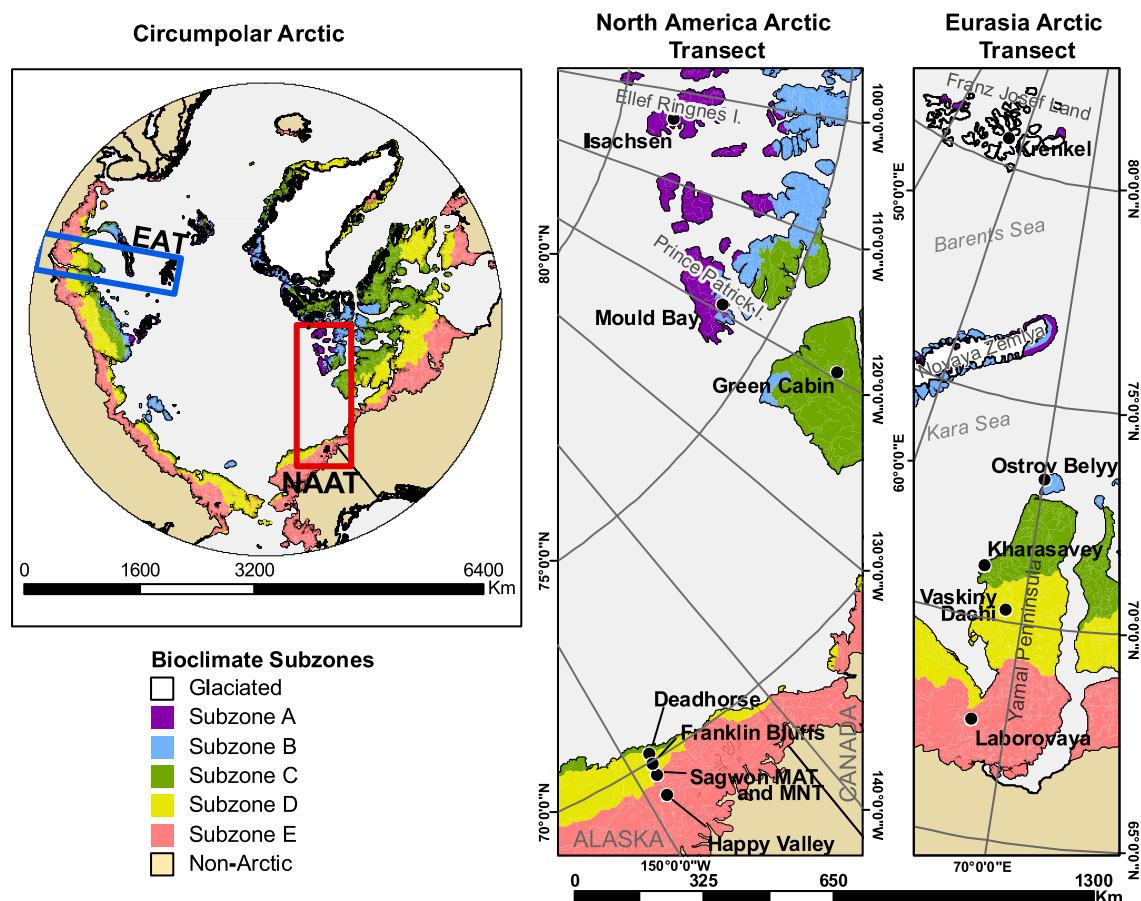 Circumpolar Arctic
EAT
NAAT
0 1600 3200 6400
Km
Bioclimate Subzones
Glaciated
Subzone A
Subzone B
Subzone C
Subzone D
Subzone E
Non-Arctic
North America Arctic
Transect
Ellef Ringnes I.
Isachsen
Prince Patrick I.
Mould Bay
Green Cabin
Deadhorse
Franklin Bluffs
Sagwon MAT
and MNT
Happy Valley
ALASKA
CANADA
80°0'0"N
75°0'0"N
70°0'0"N
100°0'0"W
110°0'0"W
120°0'0"W
130°0'0"W
140°0'0"W
150°0'0"W
0 325 650 1300
Km
Eurasia Arctic
Transect
Franz Josef Land
Krenkel
Barents Sea
Novaya Zemlya
Kara Sea
Ostrov Belyy
Kharasavey
Vaskiny
Dachi
Yamal Penninsula
Laborovaya
50°0'0"E
60°0'0"E
70°0'0"E
80°0'0"N
75°0'0"N
70°0'0"N
65°0'0"N